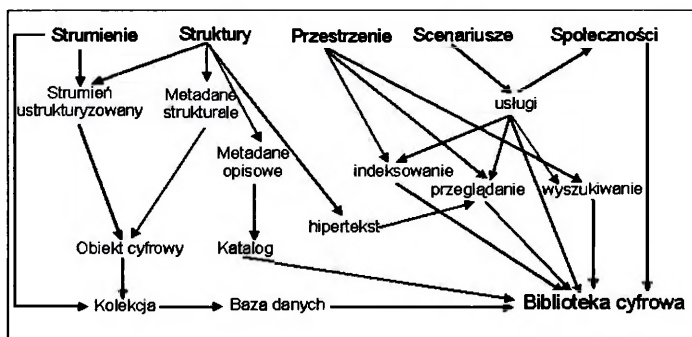 Strumienie Struktury Przestrzenie Scenariusze Społeczności
Strumień ustrukturyzowany
Metadane strukturale
usługi
Metadane opisowe
indeksowanie
przeglądanie
wyszukiwanie
hipertekst
Obiekt cyfrowy
Katalog
Kolekcja
Baza danych
Biblioteka cyfrowa